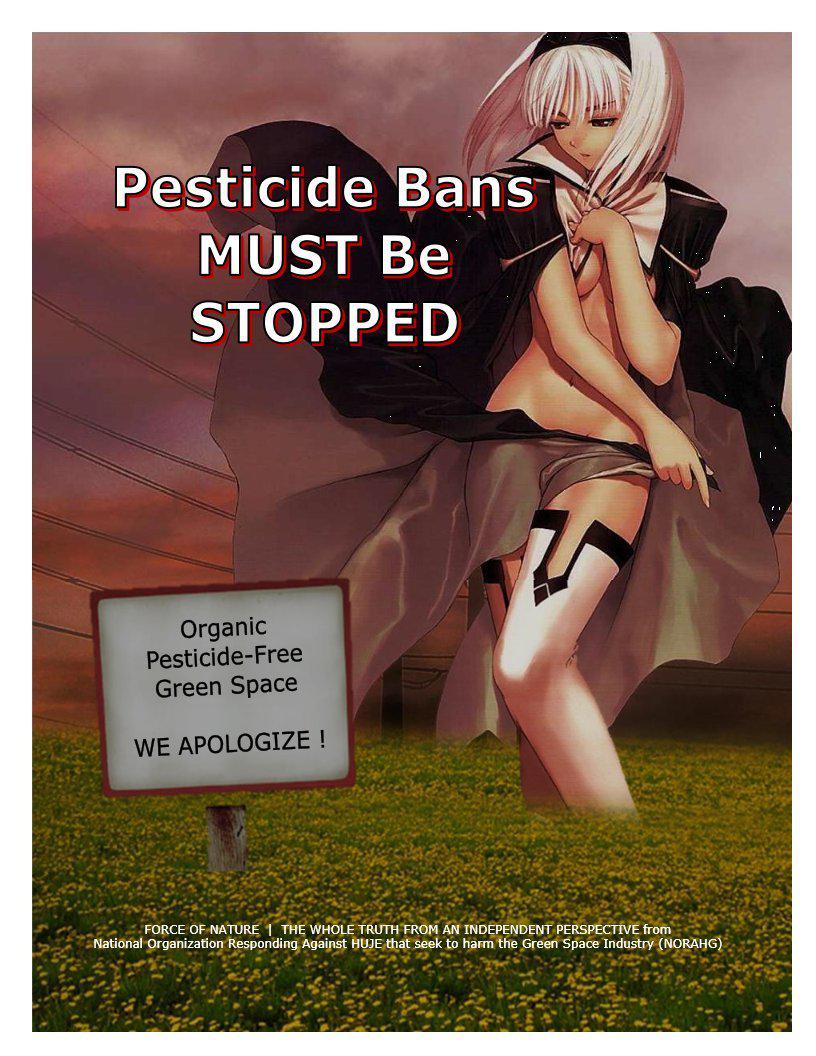 Pesticide Bans
MUST Be
STOPPED
Organic
Pesticide-Free
Green Space
WE APOLOGIZE !
FORCE OF NATURE | THE WHOLE TRUTH FROM AN INDEPENDENT PERSPECTIVE from
National Organization Responding Against HUJE that seek to harm the Green Space Industry (NORAHG)